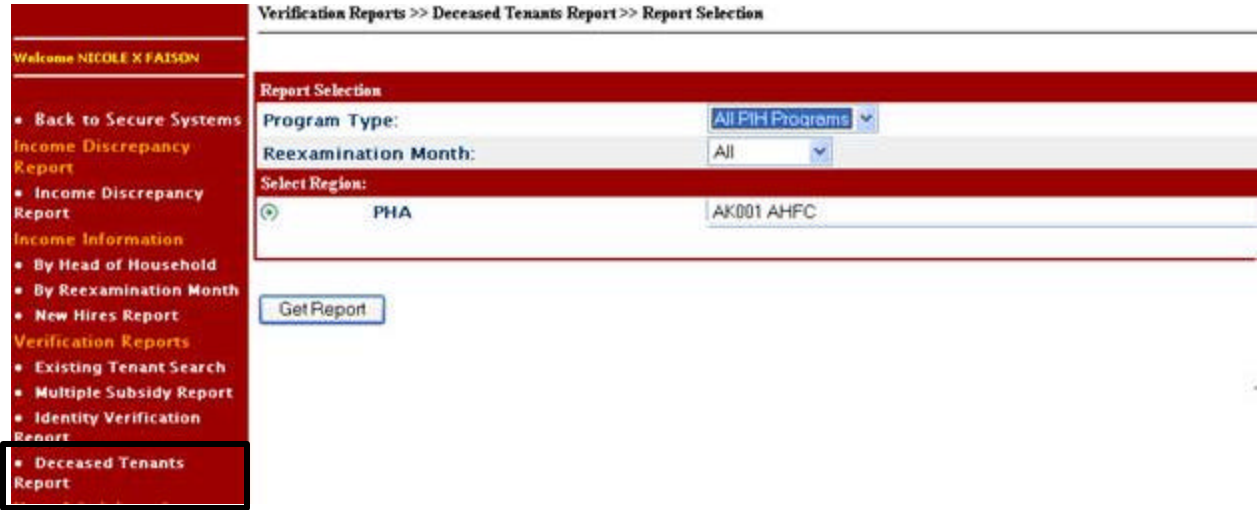 Verification Reports >> Deceased Tenants Report >> Report Selection
Welcome NICOLE X FAISON
• Back to Secure Systems
Income Discrepancy
Report
• Income Discrepancy
Report
Income Information
• By Head of Household
• By Reexamination Month
• New Hires Report
Verification Reports
• Existing Tenant Search
• Multiple Subsidy Report
• Identity Verification
Report
• Deceased Tenants
Report
Report Selection
Program Type: All PIH Programs
Reexamination Month: All
Select Region:
PHA AK001 AHFC
Get Report